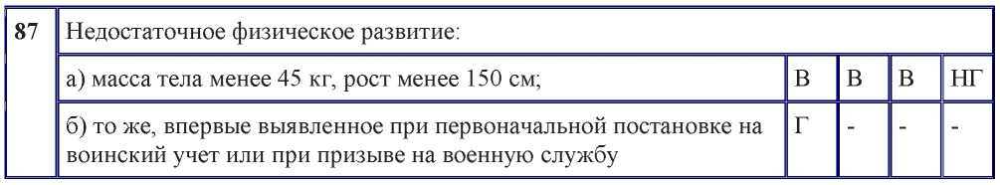 87 Недостаточное физическое развитие:
а) масса тела менее 45 кг, рост менее 150 см; В В В НГ
б) то же, впервые выявленное при первоначальной постановке на Г - - -
воинский учет или при призыве на военную службу